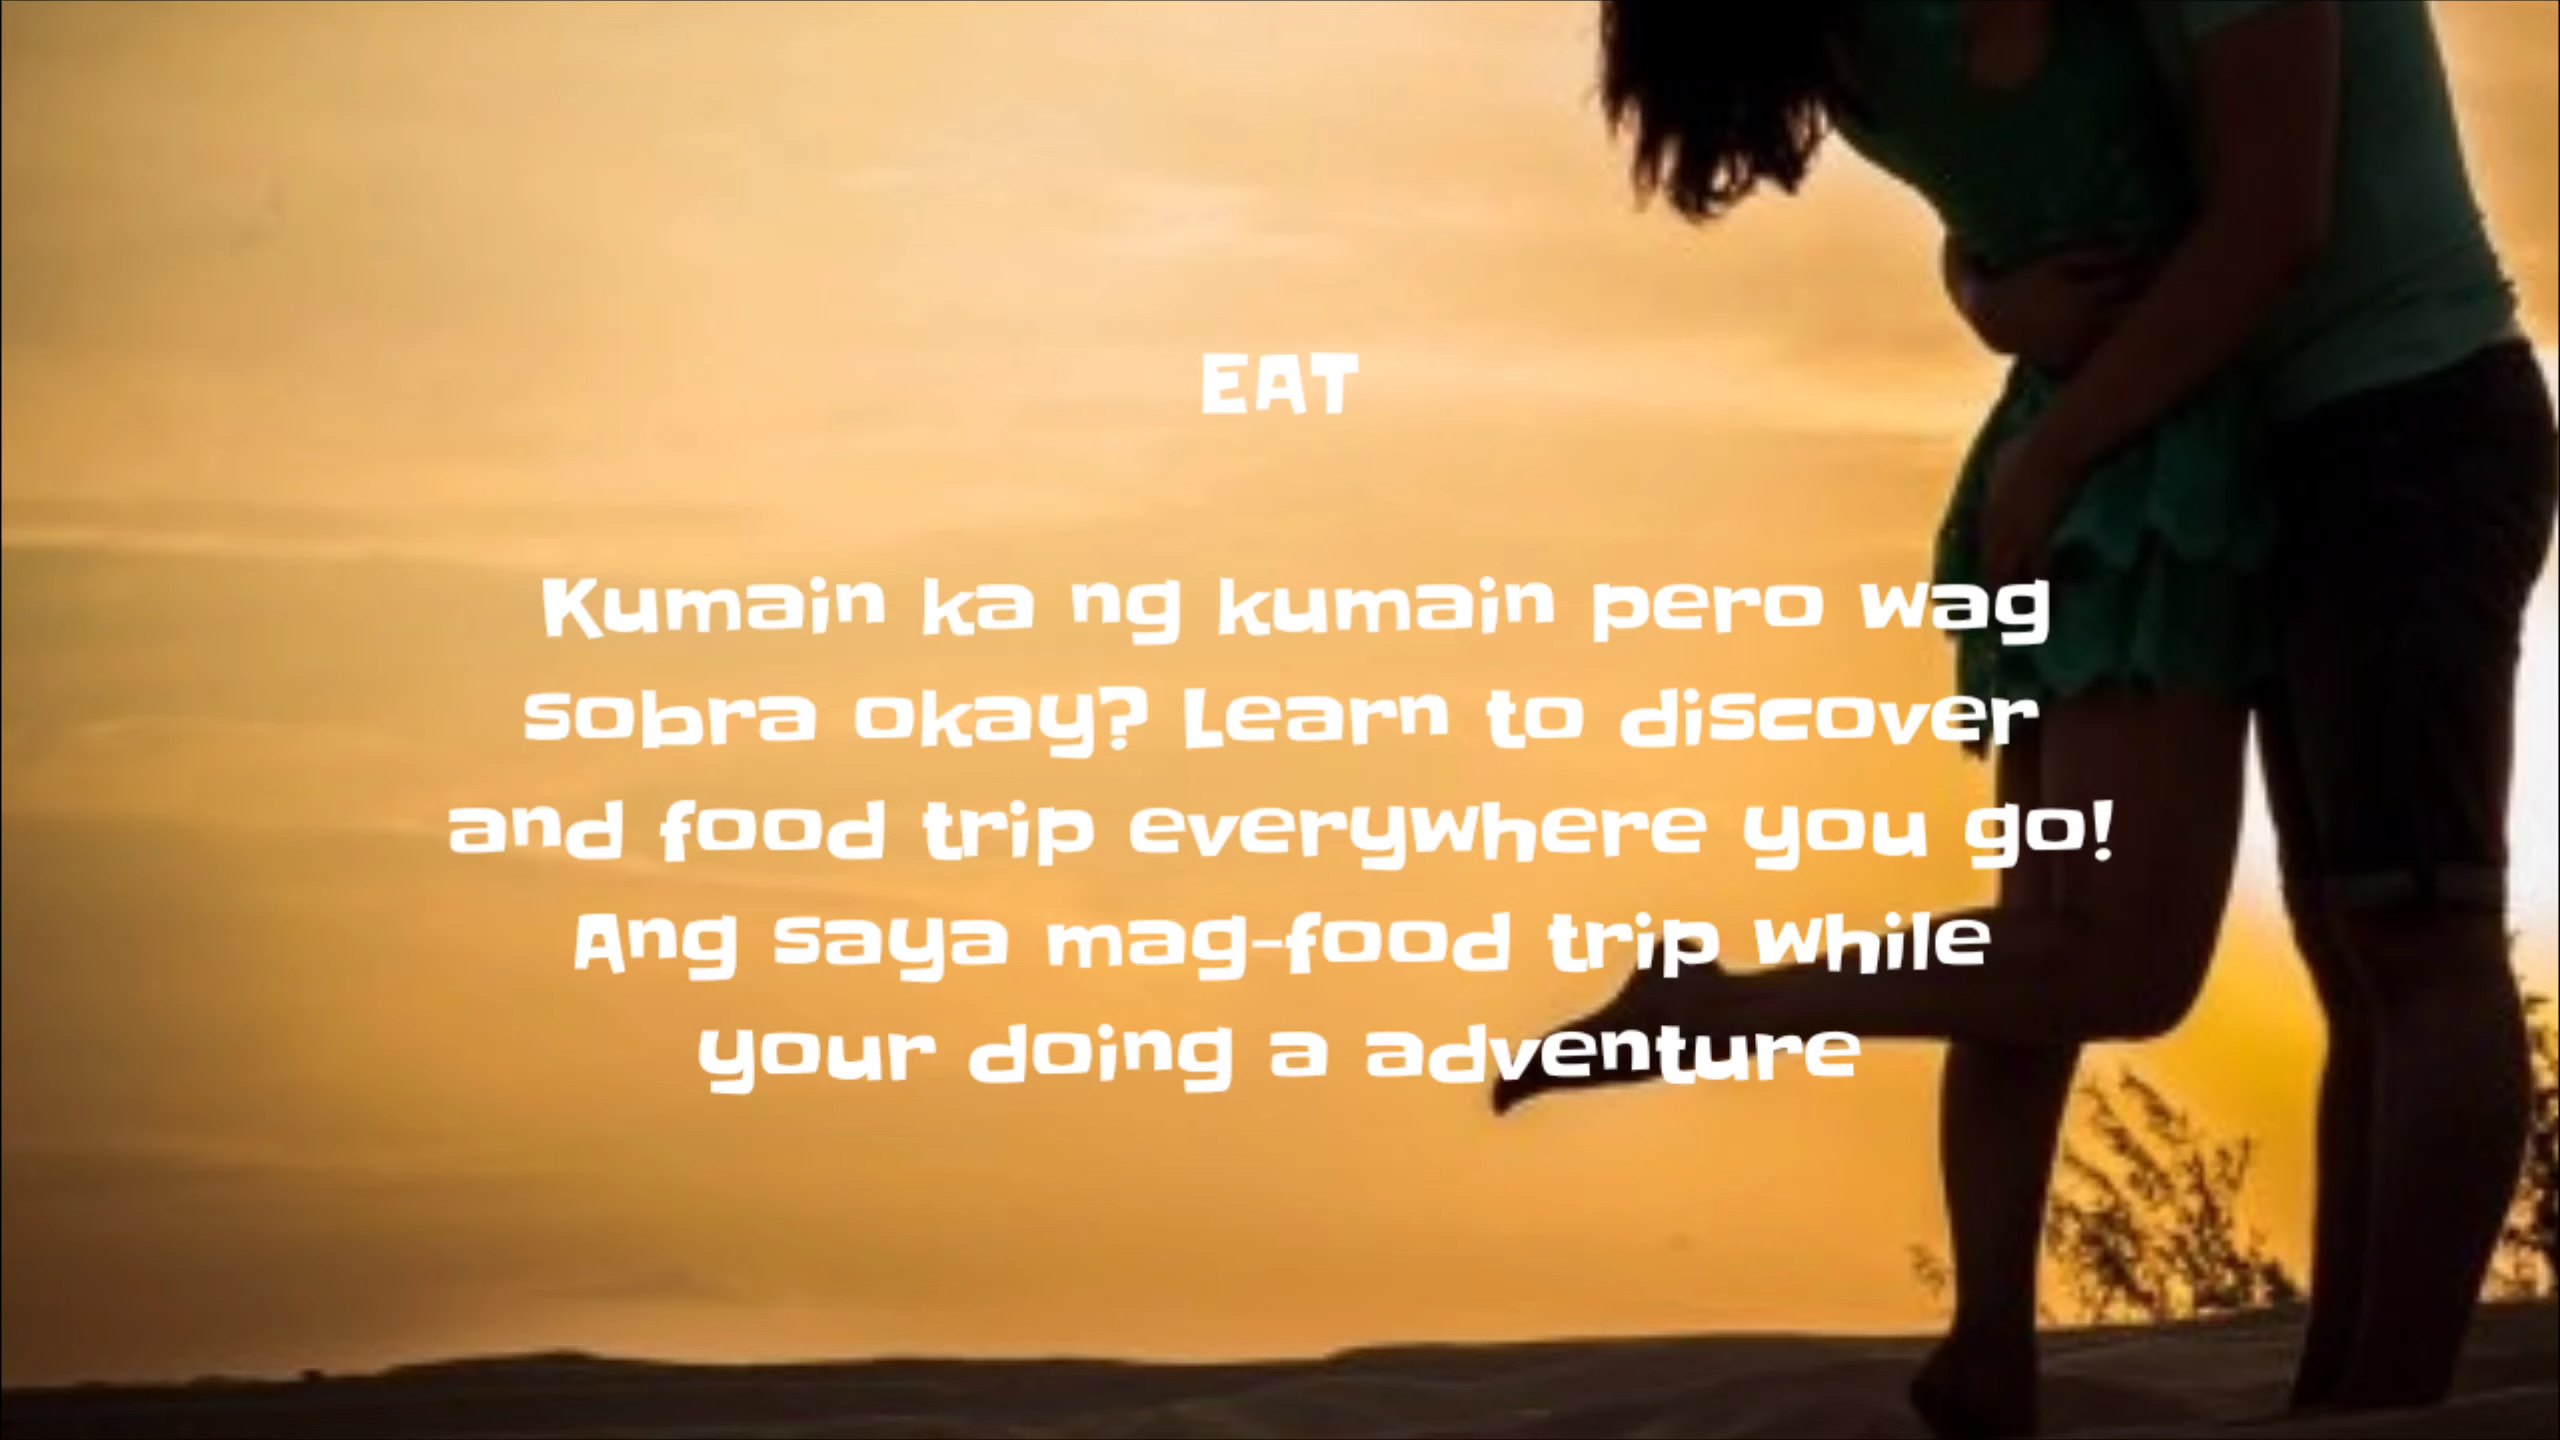 EAT
Kumain ka ng kumain pero wag
sobra okay? Learn to discover
and food trip everywhere you go!
Ang saya mag-food trip while
your doing a adventure